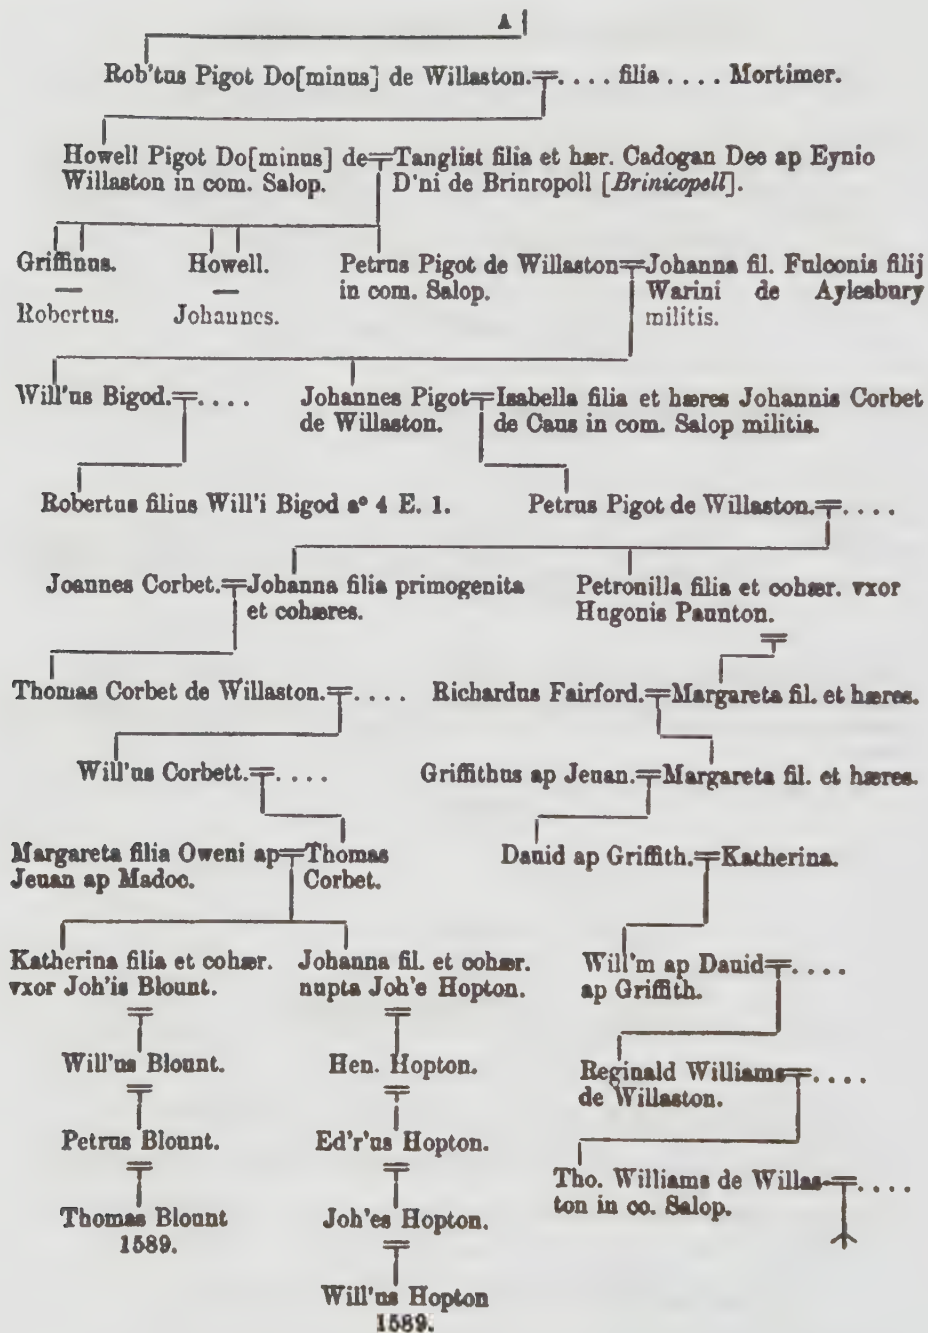 A
Rob'tus Pigot Do[minus] de Willaston. .... filia .... Mortimer.
Howell Pigot Do[minus] de Willaston in com. Salop.
Tanglist filia et hær. Cadogan Dee ap Eynio D'ni de Brinropoll [Brinicopell].
Griffinus.
Robertus.
Howell.
Johannes.
Petrus Pigot de Willaston in com. Salop.
Johanna fil. Fulconis filij Warini de Aylesbury militis.
Will'us Bigod. ....
Johannes Pigot de Willaston.
Isabella filia et hæres Johannis Corbet de Caus in com. Salop militis.
Robertus filius Will'i Bigod aº 4 E. 1.
Petrus Pigot de Willaston. ....
Joannes Corbet.
Johanna filia primogenita et cohæres.
Petronilla filia et cohær. vxor Hugonis Paunton.
Thomas Corbet de Willaston. ....
Richardus Fairford.
Margareta fil. et hæres.
Will'us Corbett. ....
Griffithus ap Jeuan.
Margareta fil. et hæres.
Margareta filia Oweni ap Jeuan ap Madoc.
Thomas Corbet.
Dauid ap Griffith.
Katherina.
Katherina filia et cohær. vxor Joh'is Blount.
Johanna fil. et cohær. nupta Joh'e Hopton.
Will'm ap Dauid ap Griffith. ....
Will'us Blount.
Hen. Hopton.
Reginald Williams de Willaston. ....
Petrus Blount.
Ed'r'us Hopton.
Tho. Williams de Willaston in co. Salop. ....
Thomas Blount 1589.
Joh'es Hopton.
Will'us Hopton 1589.